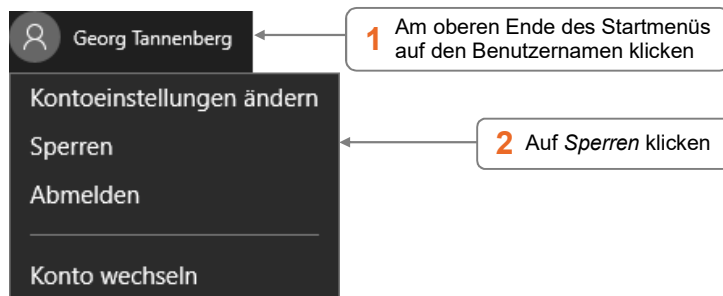 Georg Tannenberg
1 Am oberen Ende des Startmenüs
auf den Benutzernamen klicken
Kontoeinstellungen ändern
Sperren
2 Auf Sperren klicken
Abmelden
Konto wechseln